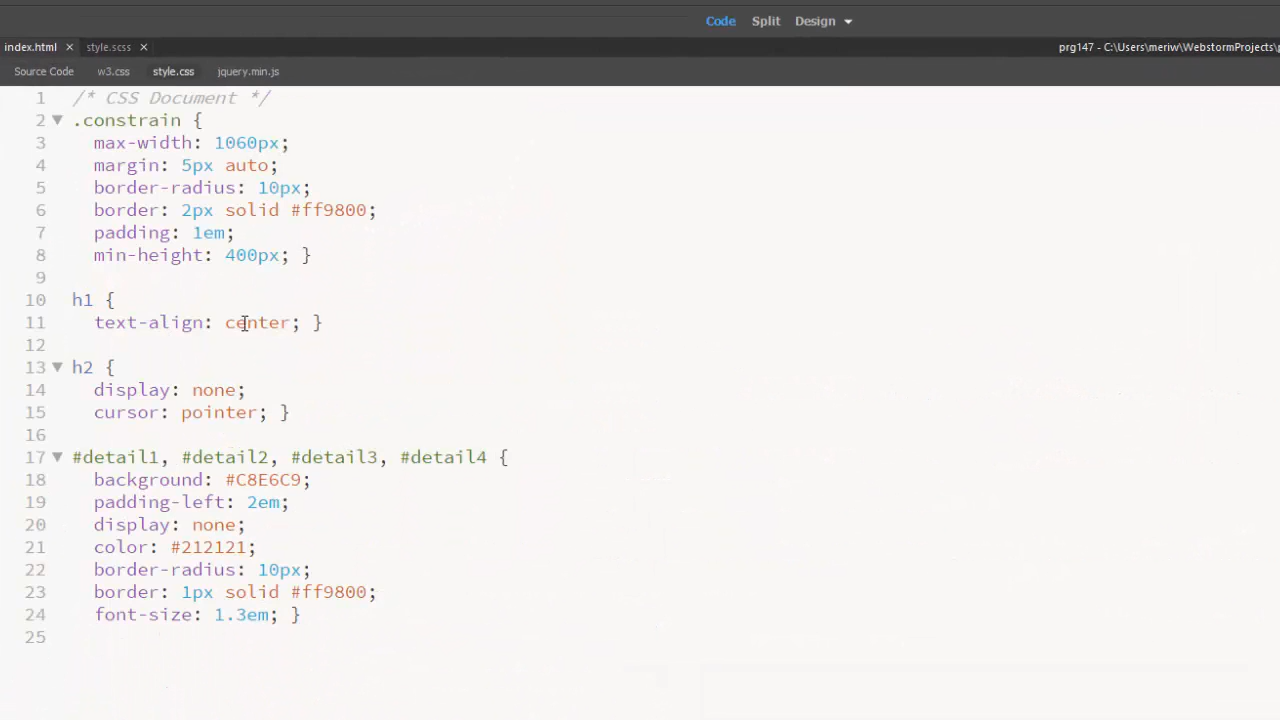 Code Split Design
index.html × style.scss × prg147 - C:\Users\meriw\WebstormProjects\
Source Code w3.css style.css jquery.min.js
1 /* CSS Document */
2 .constrain {
3 max-width: 1060px;
4 margin: 5px auto;
5 border-radius: 10px;
6 border: 2px solid #ff9800;
7 padding: 1em;
8 min-height: 400px; }
9
10 h1 {
11 text-align: center; }
12
13 h2 {
14 display: none;
15 cursor: pointer; }
16
17 #detail1, #detail2, #detail3, #detail4 {
18 background: #C8E6C9;
19 padding-left: 2em;
20 display: none;
21 color: #212121;
22 border-radius: 10px;
23 border: 1px solid #ff9800;
24 font-size: 1.3em; }
25